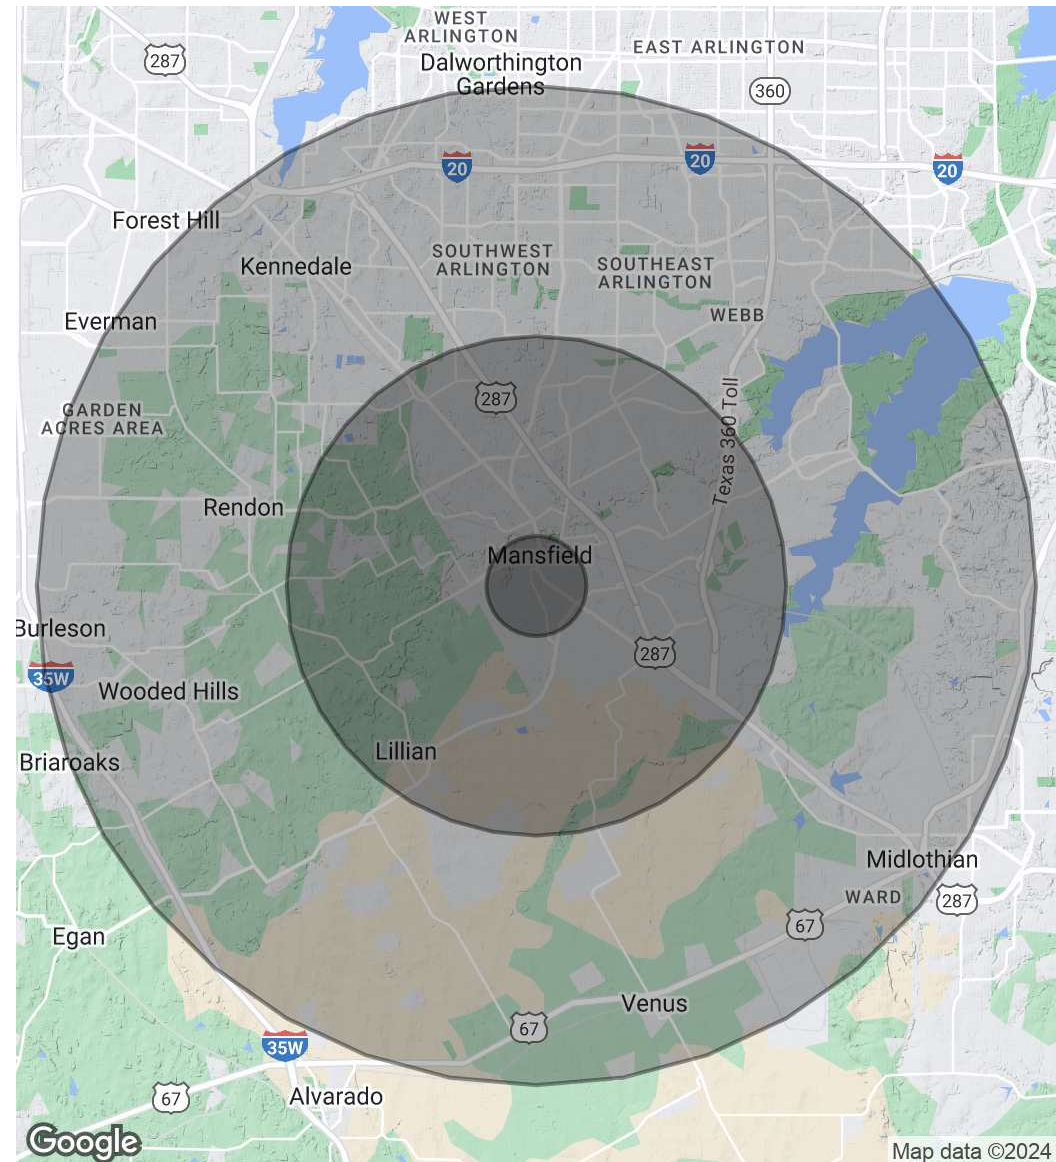 WEST
ARLINGTON
EAST ARLINGTON
287
Dalworthington
Gardens
360
20
20
20
Forest Hill
SOUTHWEST
ARLINGTON
SOUTHEAST
ARLINGTON
Kennedale
WEBB
Everman
287
GARDEN
ACRES AREA
Texas 360 Toll
Rendon
Mansfield
Burleson
287
35W
Wooded Hills
Lillian
Briaroaks
Midlothian
WARD
287
67
Egan
Venus
67
35W
67
Alvarado
Google
Map data ©2024